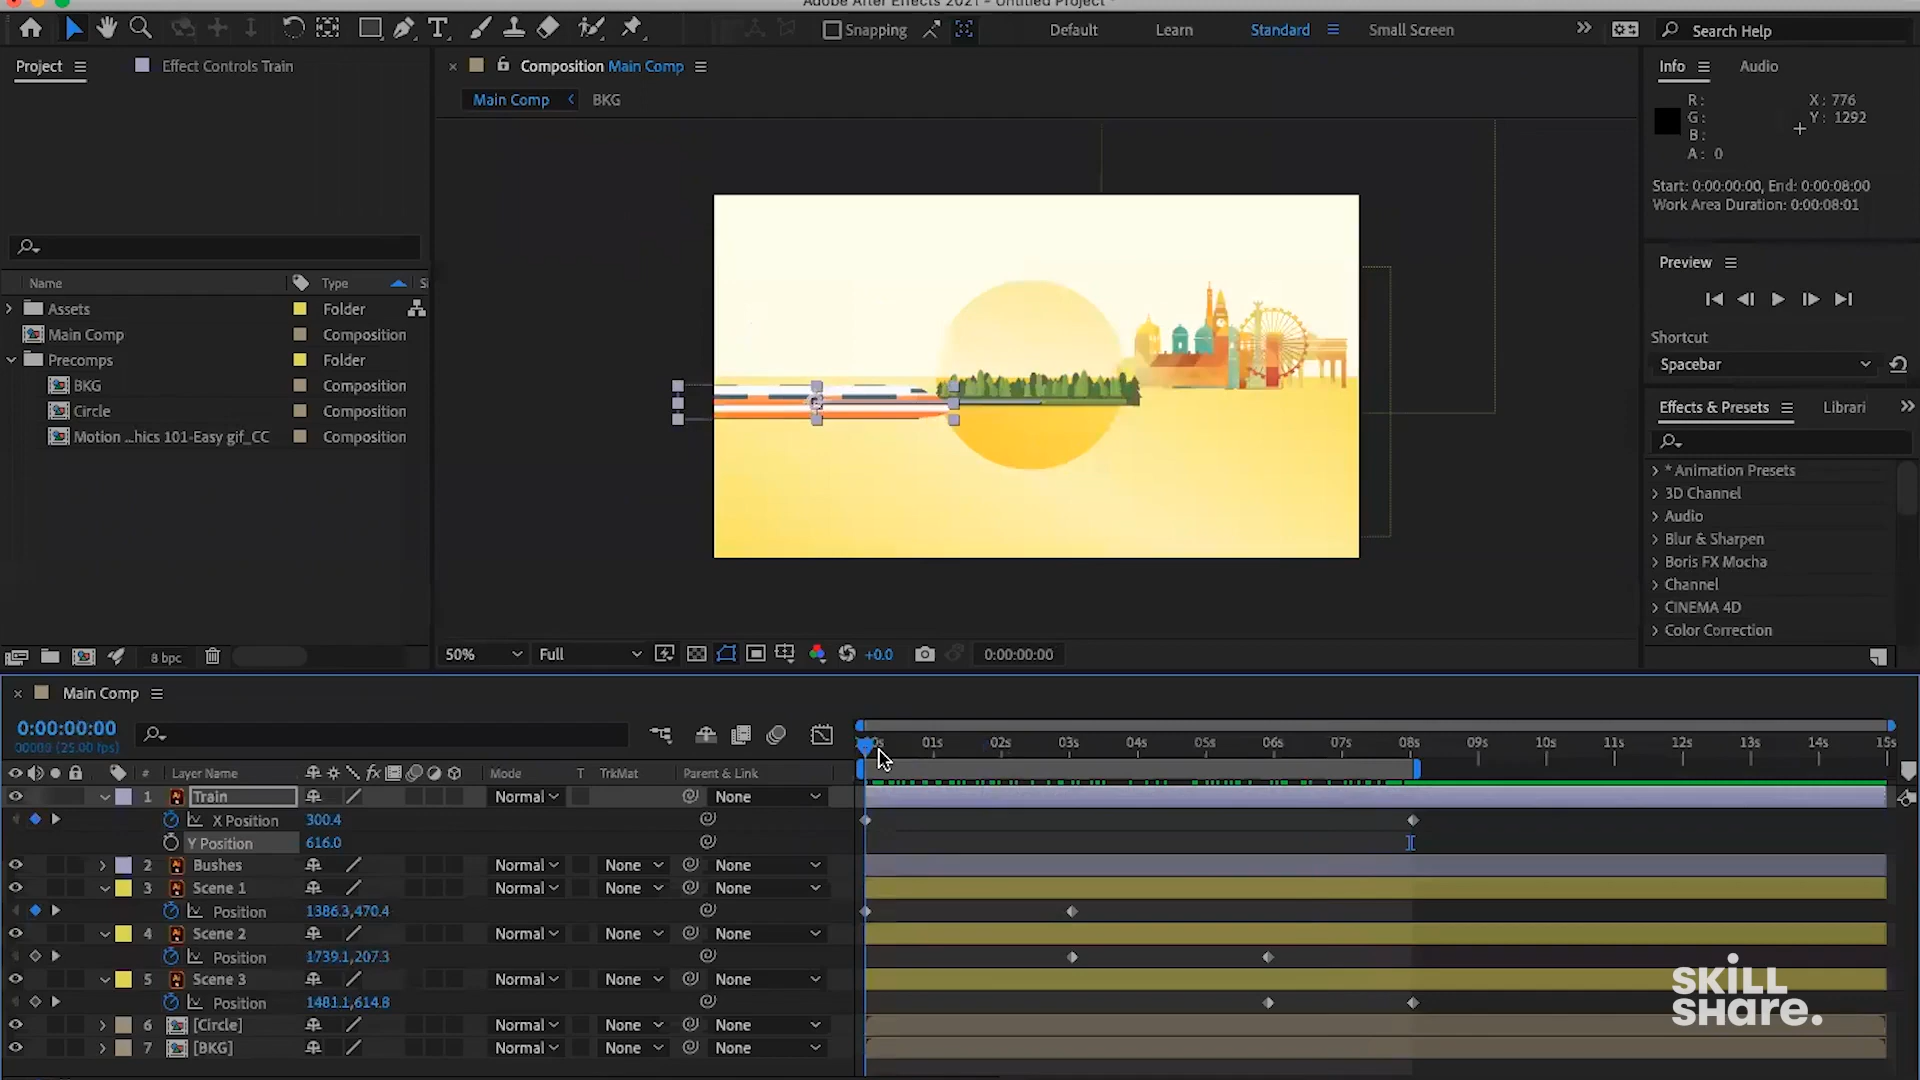 Adobe After Effects 2021 - Untitled Project *
Snapping
Default
Learn
Standard
Small Screen
Search Help
Project
Effect Controls Train
Composition Main Comp
Info
Audio
Main Comp
BKG
R:
G:
B:
A: 0
X: 776
Y: 1292
Start: 0:00:00:00, End: 0:00:08:00
Work Area Duration: 0:00:08:01
Preview
Shortcut
Spacebar
Effects & Presets
Librari
* Animation Presets
3D Channel
Audio
Blur & Sharpen
Boris FX Mocha
Channel
CINEMA 4D
Color Correction
Name
Type
Si
Assets
Folder
Main Comp
Composition
Precomps
Folder
BKG
Composition
Circle
Composition
Motion ...hics 101-Easy gif_CC
Composition
8 bpc
50%
Full
+0.0
0:00:00:00
Main Comp
0:00:00:00
(25.00 fps)
01s 02s 03s 04s 05s 06s 07s 08s 09s 10s 11s 12s 13s 14s 15s
# Layer Name fx Mode T TrkMat Parent & Link
1 Train Normal None
X Position 300.4
Y Position 616.0
2 Bushes Normal None None
3 Scene 1 Normal None None
Position 1386.3,470.4
4 Scene 2 Normal None None
Position 1739.1,207.3
5 Scene 3 Normal None None
Position 1481.1,614.8
6 [Circle] Normal None None
7 [BKG] Normal None None
SKILL
SHare.